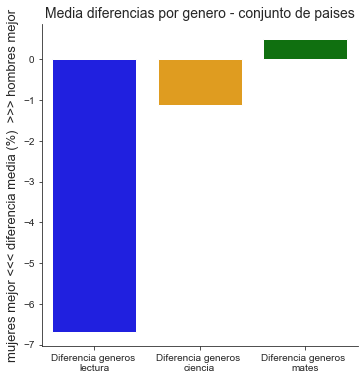 Media diferencias por genero - conjunto de paises
mujeres mejor <<< diferencia media (%) >>> hombres mejor
0
−1
−2
−3
−4
−5
−6
−7
Diferencia generos
lectura
Diferencia generos
ciencia
Diferencia generos
mates